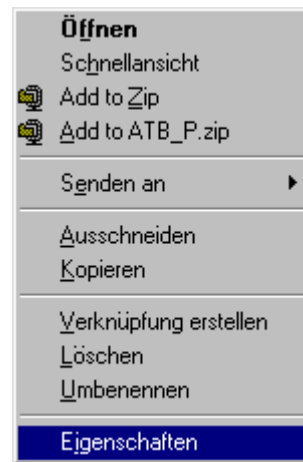 Öffnen
Schnellansicht
Add to Zip
Add to ATB_P.zip
Senden an
Ausschneiden
Kopieren
Verknüpfung erstellen
Löschen
Umbenennen
Eigenschaften